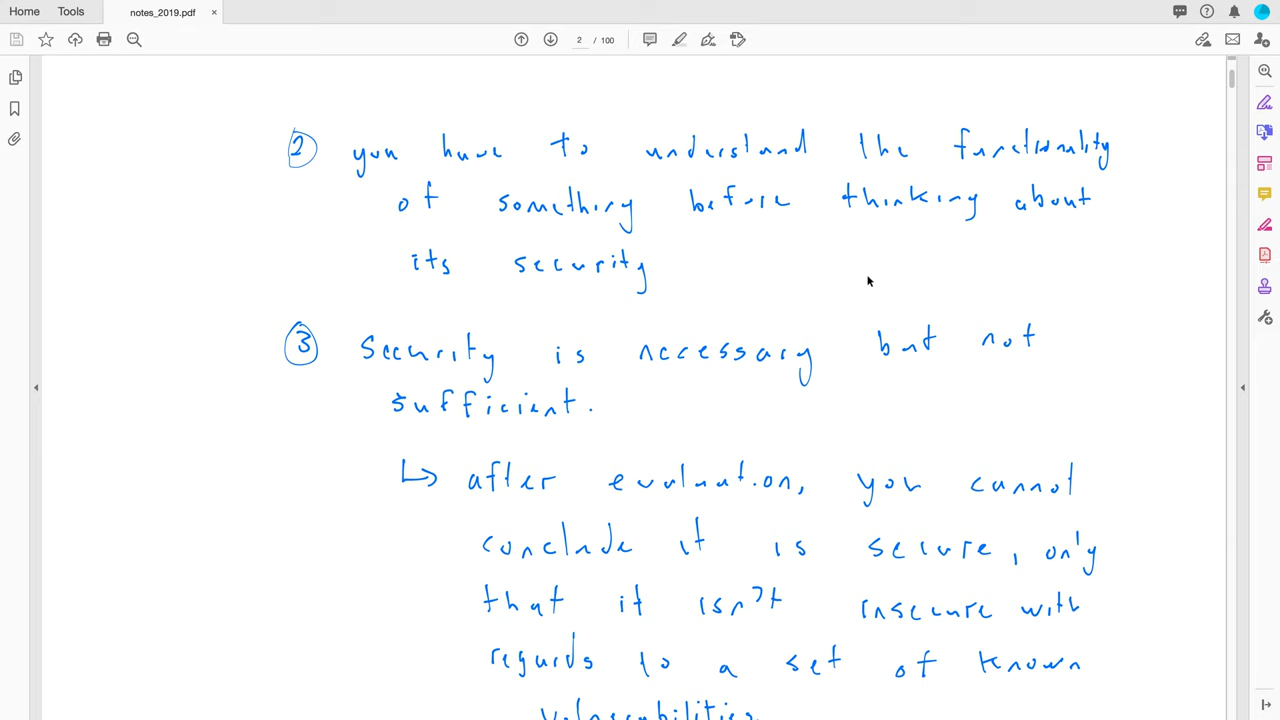 Home
Tools
notes_2019.pdf
×
2 / 100
② you have to understand the functionality
of something before thinking about
its security
③ Security is necessary but not
sufficient.
↳ after evaluation, you cannot
conclude it is secure, only
that it isn't insecure with
regards to a set of known
vulnerabilities